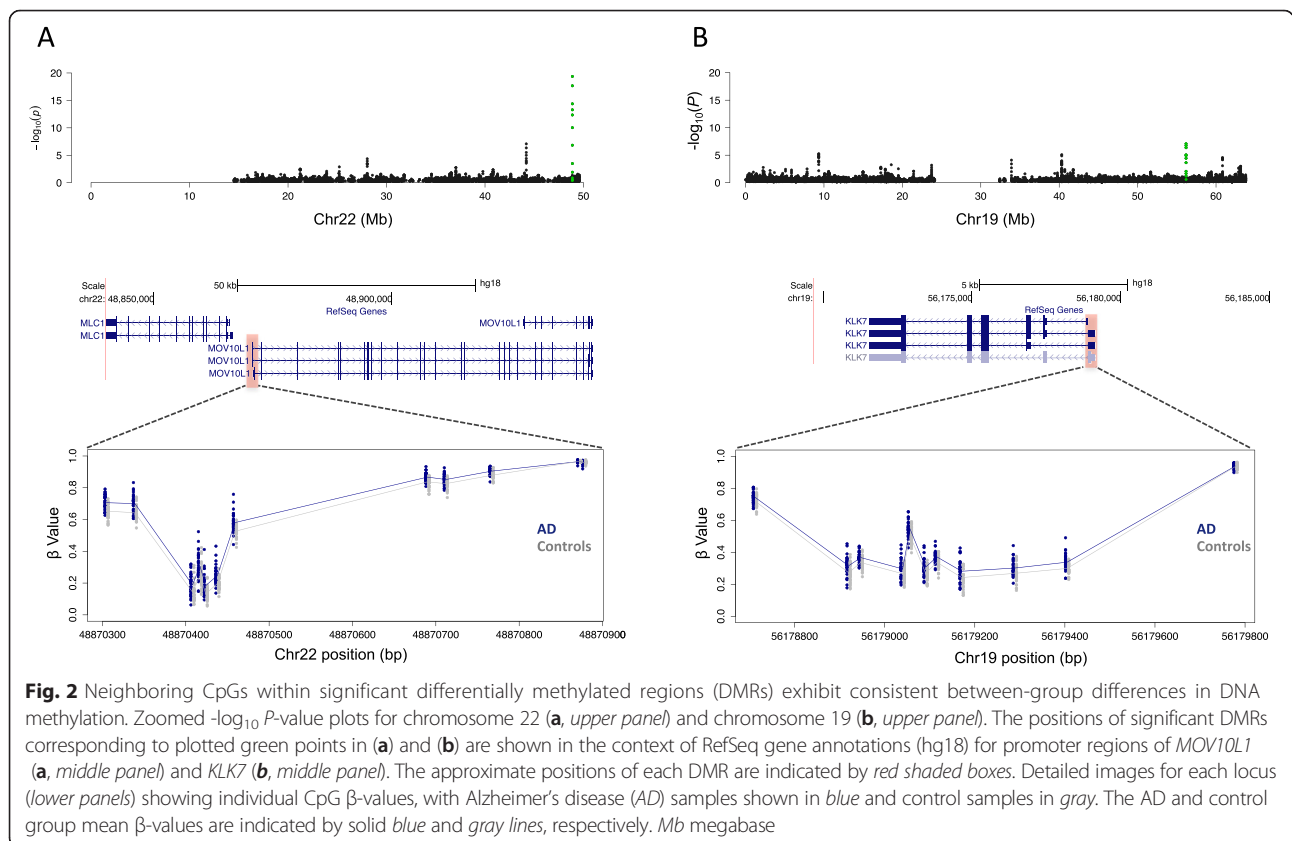 A
20
15
10
5
0
-log10(p)
0 10 20 30 40 50
Chr22 (Mb)
B
20
15
10
5
0
-log10(P)
0 10 20 30 40 50 60
Chr19 (Mb)
Scale 50 kb hg18
chr22: 48,850,000 48,900,000
RefSeq Genes
MLC1 MOV10L1
MLC1
MOV10L1
MOV10L1
MOV10L1
Scale 5 kb hg18
chr19: 56,175,000 56,180,000 56,185,000
RefSeq Genes
KLK7
KLK7
KLK7
KLK7
1.0
0.8
0.6
0.4
0.2
0.0
β Value
AD
Controls
48870300 48870400 48870500 48870600 48870700 48870800 48870900
Chr22 position (bp)
1.0
0.8
0.6
0.4
0.2
0.0
β Value
AD
Controls
56178800 56179000 56179200 56179400 56179600 56179800
Chr19 position (bp)
Fig. 2 Neighboring CpGs within significant differentially methylated regions (DMRs) exhibit consistent between-group differences in DNA
methylation. Zoomed -log10 P-value plots for chromosome 22 (a, upper panel) and chromosome 19 (b, upper panel). The positions of significant DMRs
corresponding to plotted green points in (a) and (b) are shown in the context of RefSeq gene annotations (hg18) for promoter regions of MOV10L1
(a, middle panel) and KLK7 (b, middle panel). The approximate positions of each DMR are indicated by red shaded boxes. Detailed images for each locus
(lower panels) showing individual CpG β-values, with Alzheimer's disease (AD) samples shown in blue and control samples in gray. The AD and control
group mean β-values are indicated by solid blue and gray lines, respectively. Mb megabase